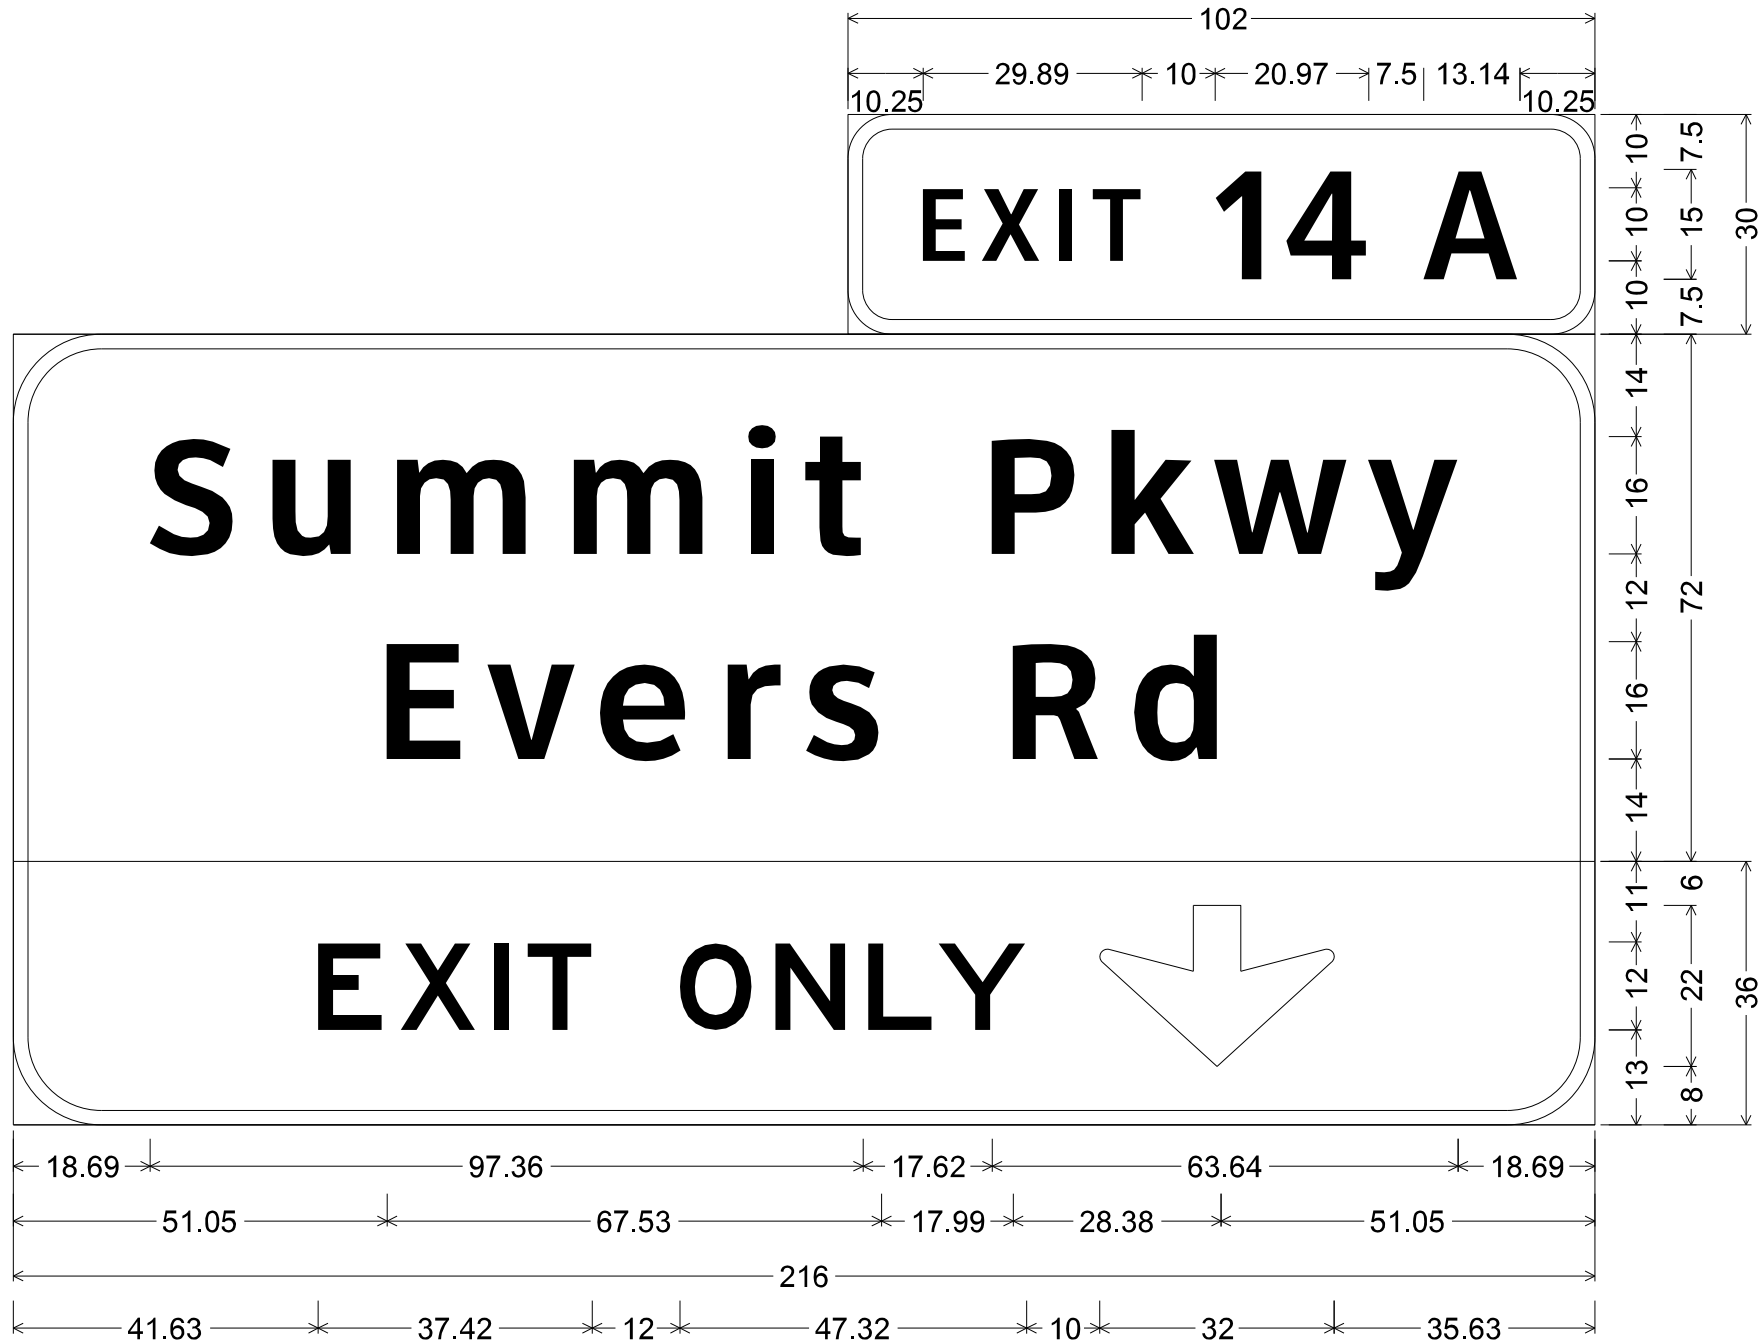 102
29.89 10 20.97 7.5 13.14
10.25 10.25
EXIT 14 A
10 10 10
7.5 15 7.5
30
Summit Pkwy
Evers Rd
EXIT ONLY
14 16 12 16 14 11 12 13
72 6 22 8
36
18.69 97.36 17.62 63.64 18.69
51.05 67.53 17.99 28.38 51.05
216
41.63 37.42 12 47.32 10 32 35.63